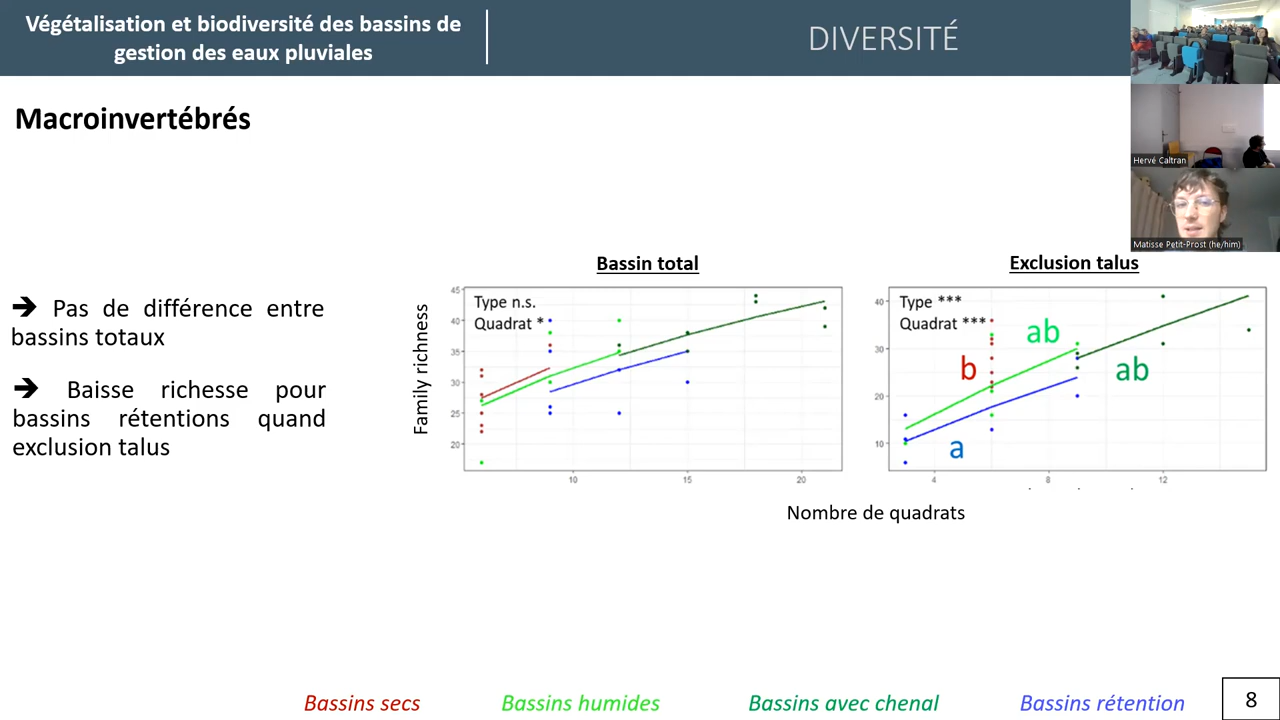 Végétalisation et biodiversité des bassins de
gestion des eaux pluviales
DIVERSITÉ
Hervé Caltran
Matisse Petit-Prost (he/him)
Macroinvertébrés
➔ Pas de différence entre
bassins totaux
➔ Baisse richesse pour
bassins rétentions quand
exclusion talus
Bassin total
Type n.s.
Quadrat *
Family richness
45
40
35
30
25
20
10
15
20
Exclusion talus
Type ***
Quadrat ***
ab
b
ab
a
40
30
20
10
4
8
12
Nombre de quadrats
Bassins secs
Bassins humides
Bassins avec chenal
Bassins rétention
8